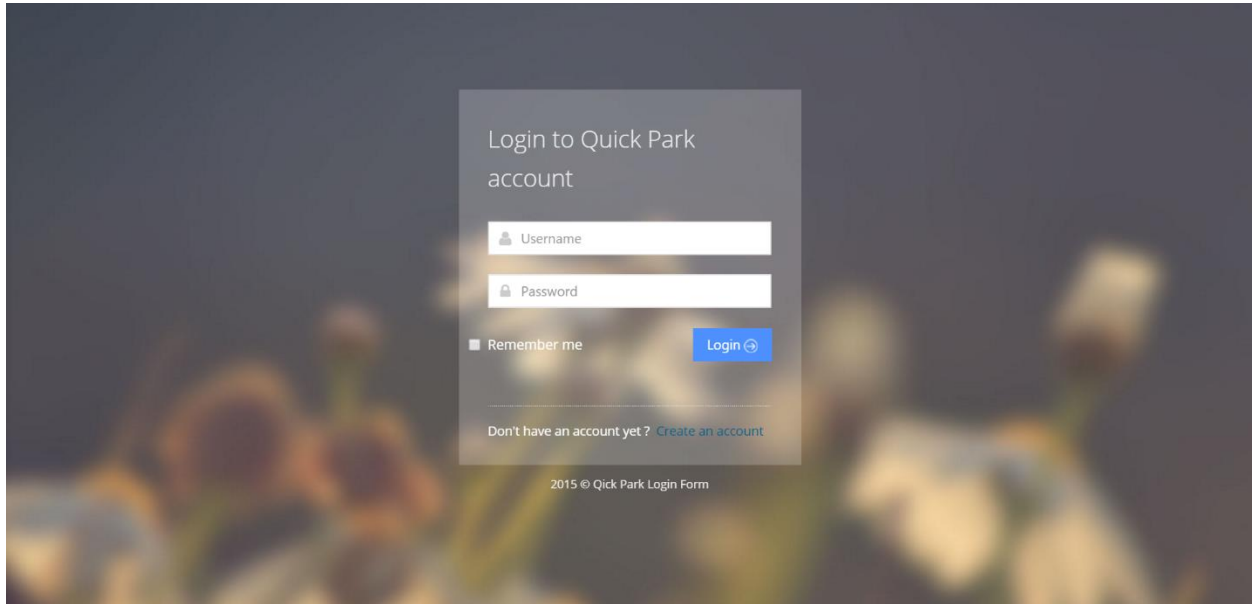 Login to Quick Park
account
Username
Password
Remember me
Login
Don't have an account yet ? Create an account
2015 © Qick Park Login Form